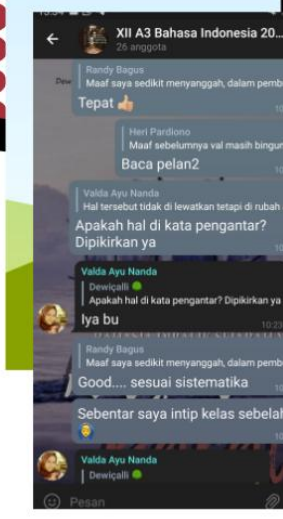 XII A3 Bahasa Indonesia 20...
26 anggota
Randy Bagus
Maaf saya sedikit menyanggah, dalam pemb
Tepat 👍
Heri Pardiono
Maaf sebelumnya val masih bingun
Baca pelan2
Valda Ayu Nanda
Hal tersebut tidak di lewatkan tetapi di rubah
Apakah hal di kata pengantar?
Dipikirkan ya
Valda Ayu Nanda
Dewiçalli
Apakah hal di kata pengantar? Dipikirkan ya
Iya bu
10:23
Randy Bagus
Maaf saya sedikit menyanggah, dalam pemb
Good.... sesuai sistematika
Sebentar saya intip kelas sebelah
Valda Ayu Nanda
Dewiçalli
Pesan